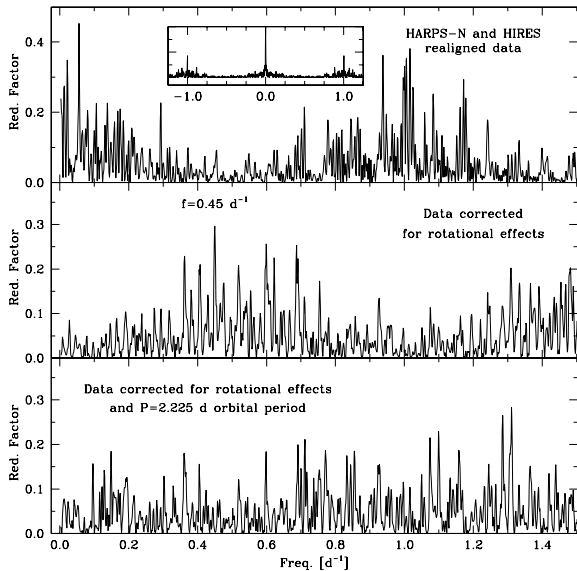 HARPS-N and HIRES
realigned data
-1.0 0.0 1.0
Red. Factor
0.4
0.2
0.0
f=0.45 d⁻¹
Data corrected
for rotational effects
Red. Factor
0.3
0.2
0.1
0.0
Data corrected for rotational effects
and P=2.225 d orbital period
Red. Factor
0.3
0.2
0.1
0.0
0.0 0.2 0.4 0.6 0.8 1.0 1.2 1.4
Freq. [d⁻¹]